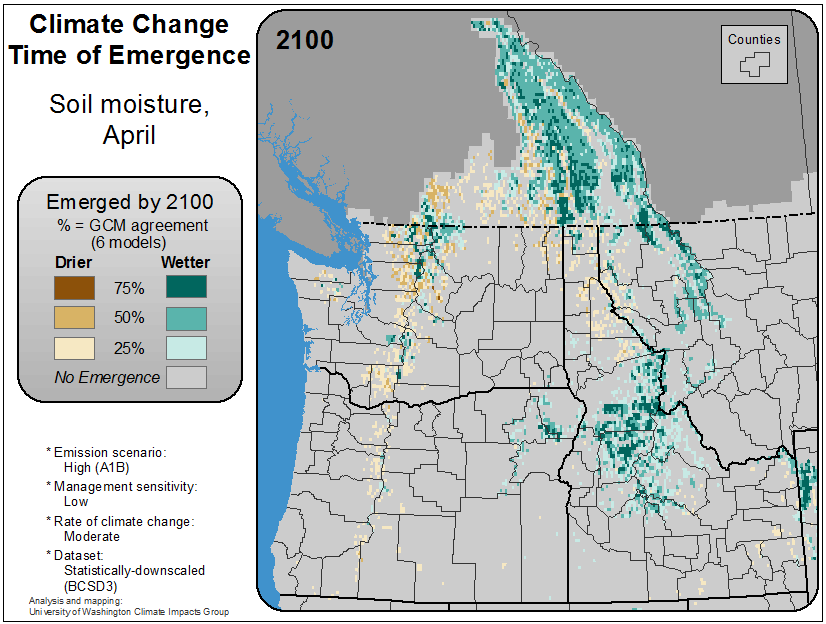 Climate Change
Time of Emergence
Soil moisture,
April
Emerged by 2100
% = GCM agreement
(6 models)
Drier Wetter
75%
50%
25%
No Emergence
* Emission scenario:
High (A1B)
* Management sensitivity:
Low
* Rate of climate change:
Moderate
* Dataset:
Statistically-downscaled
(BCSD3)
Analysis and mapping:
University of Washington Climate Impacts Group
2100
Counties